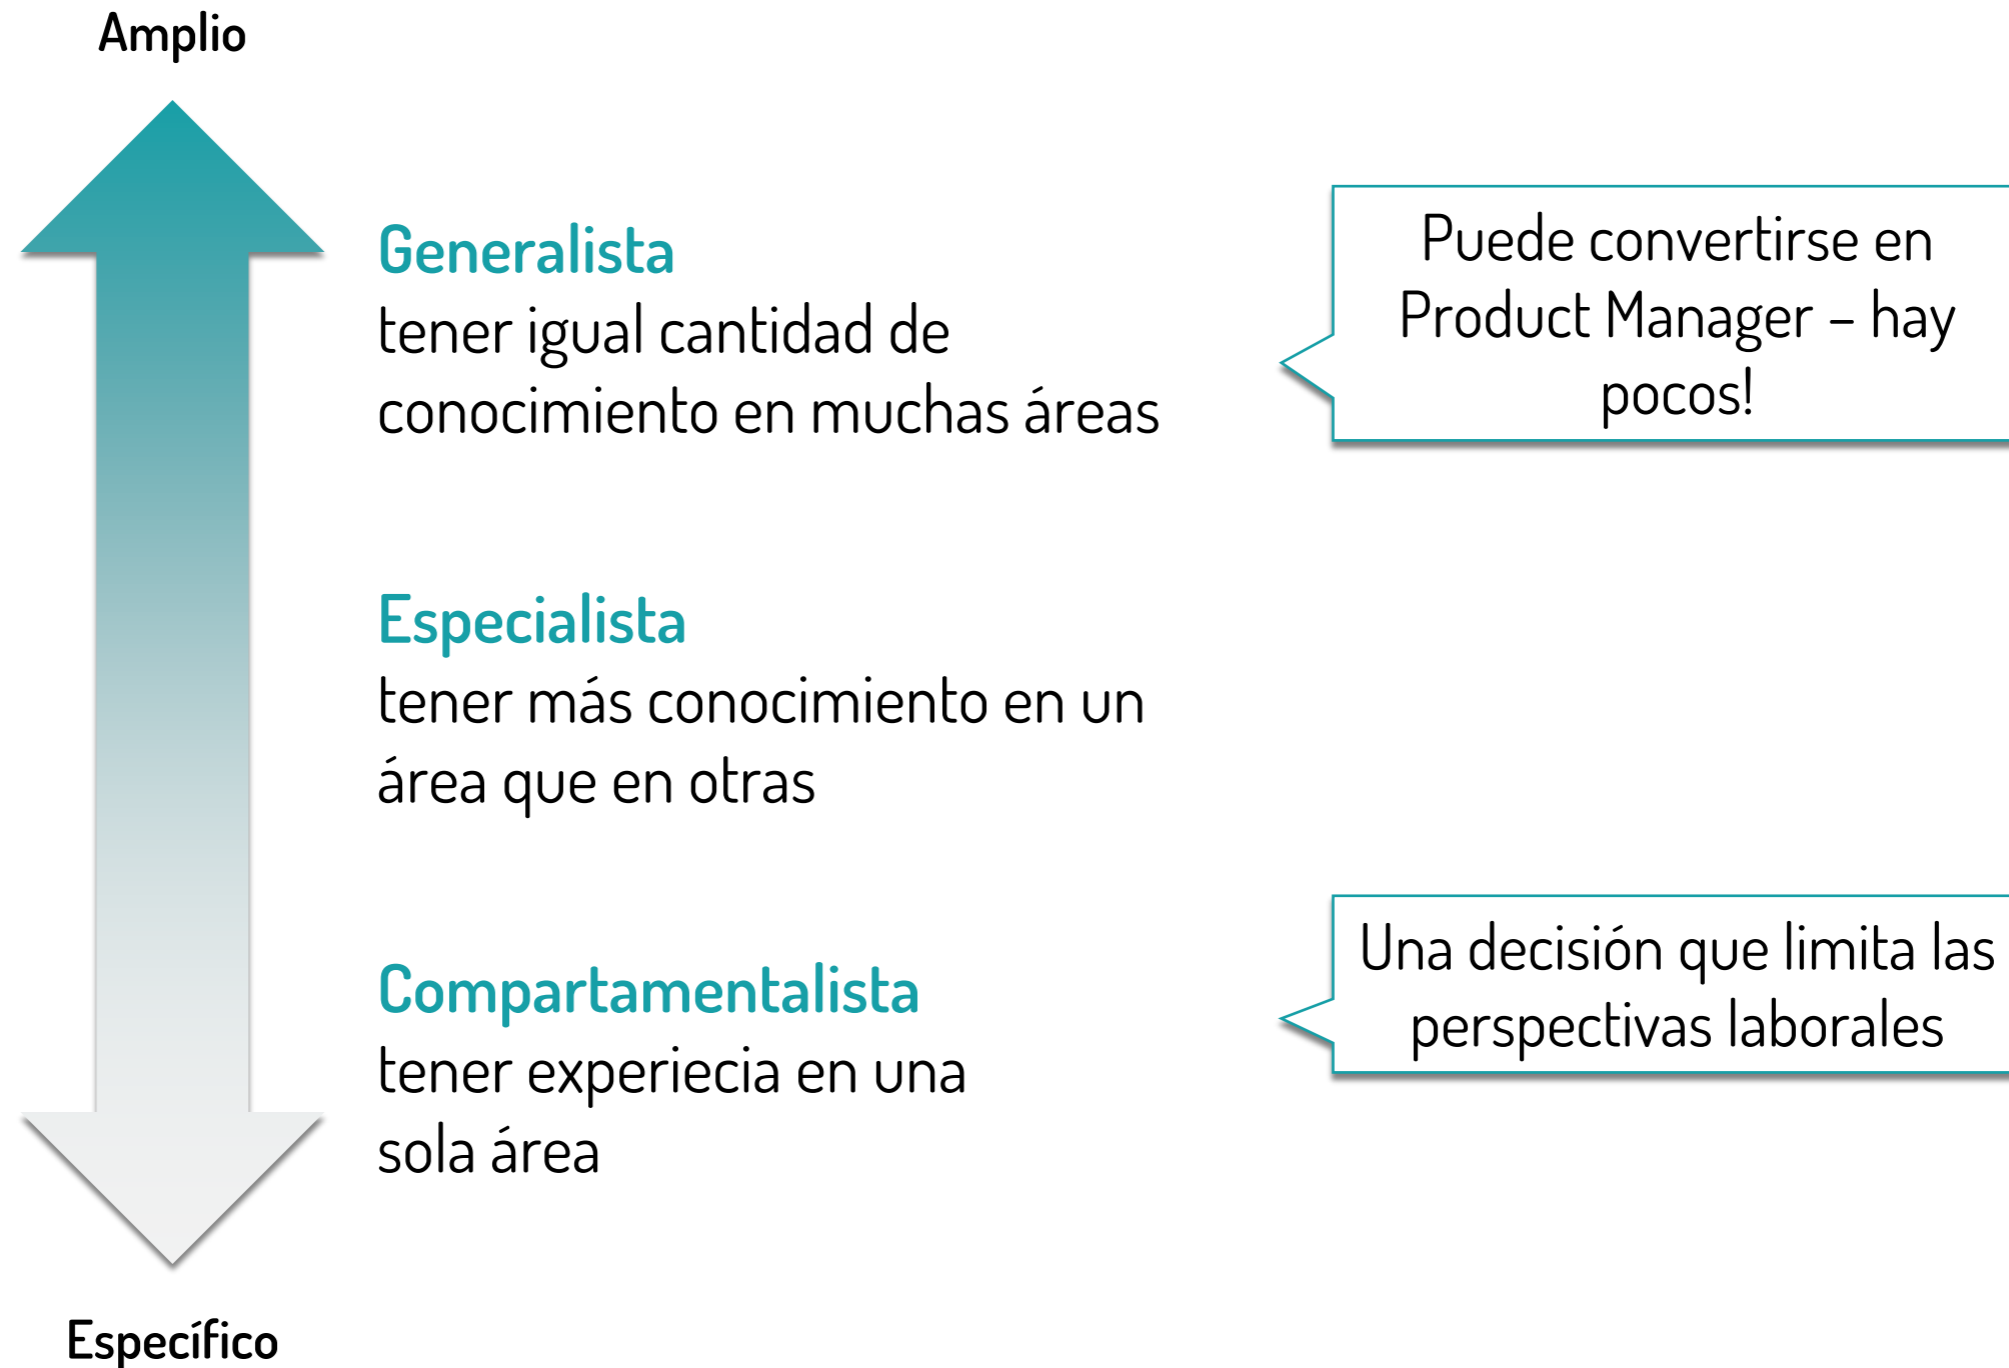 Amplio
Generalista
tener igual cantidad de
conocimiento en muchas áreas
Puede convertirse en
Product Manager – hay
pocos!
Especialista
tener más conocimiento en un
área que en otras
Compartamentalista
tener experiecia en una
sola área
Una decisión que limita las
perspectivas laborales
Específico